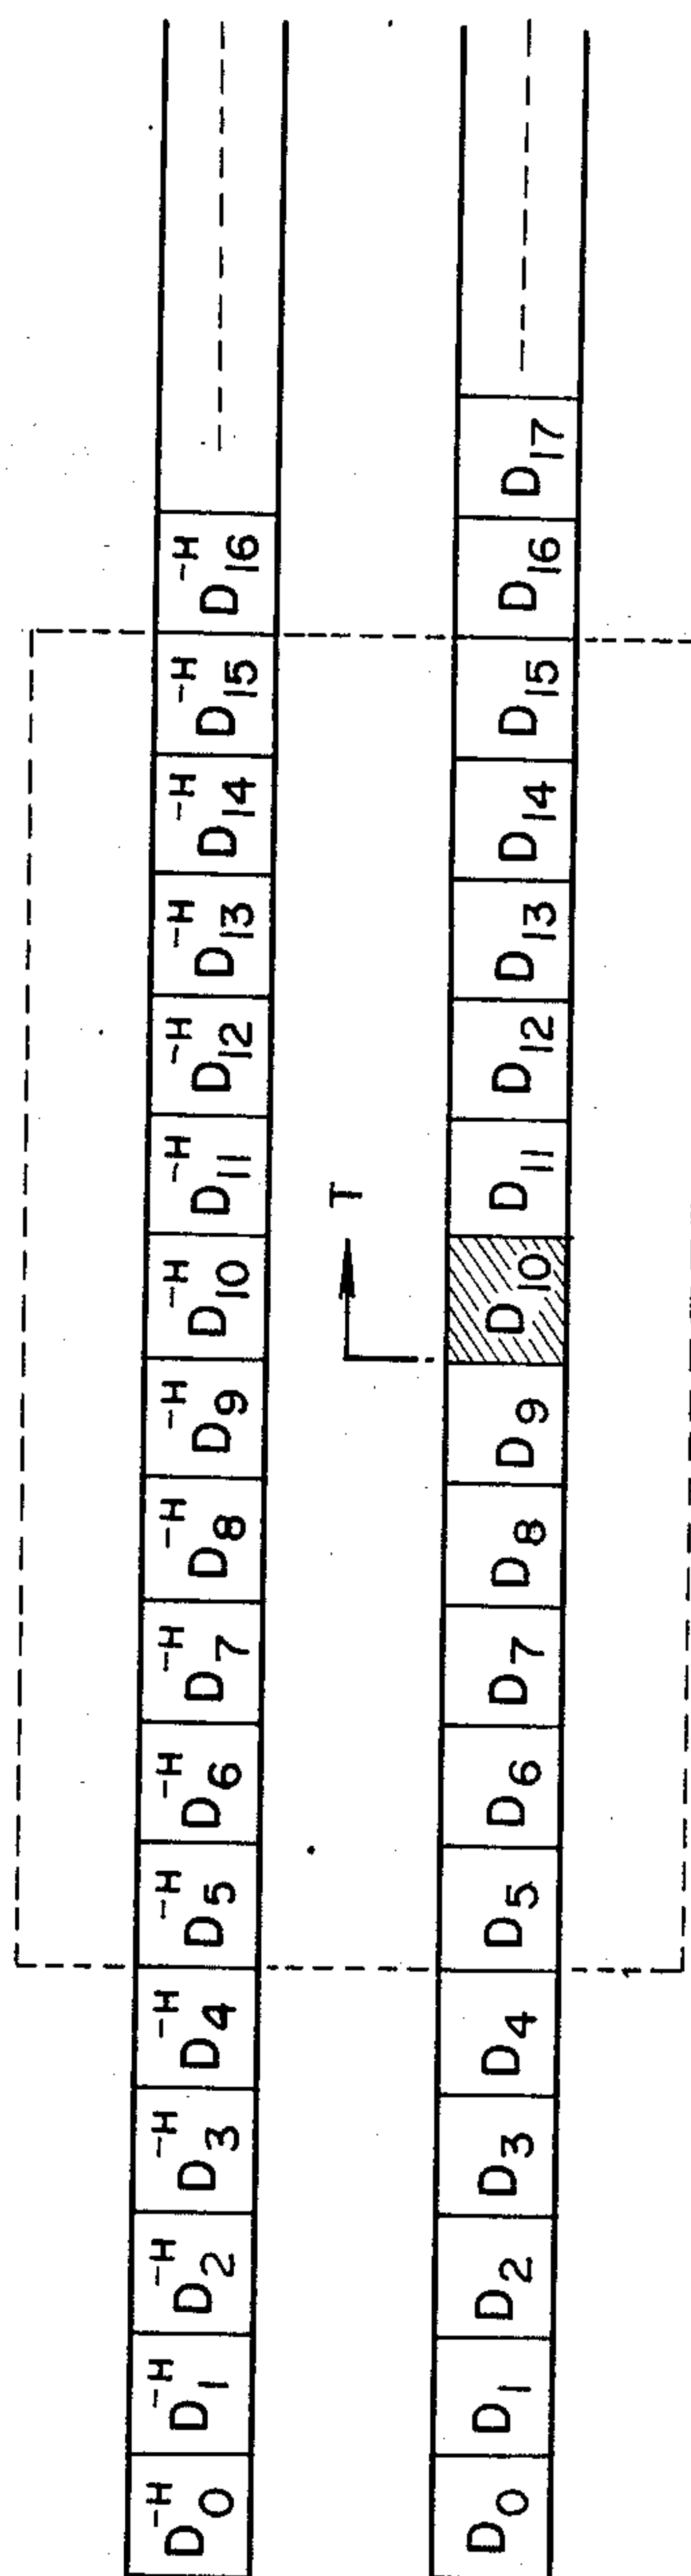 D₀⁻ᴴ D₁⁻ᴴ D₂⁻ᴴ D₃⁻ᴴ D₄⁻ᴴ D₅⁻ᴴ D₆⁻ᴴ D₇⁻ᴴ D₈⁻ᴴ D₉⁻ᴴ D₁₀⁻ᴴ D₁₁⁻ᴴ D₁₂⁻ᴴ D₁₃⁻ᴴ D₁₄⁻ᴴ D₁₅⁻ᴴ D₁₆⁻ᴴ
T
D₀ D₁ D₂ D₃ D₄ D₅ D₆ D₇ D₈ D₉ D₁₀ D₁₁ D₁₂ D₁₃ D₁₄ D₁₅ D₁₆ D₁₇